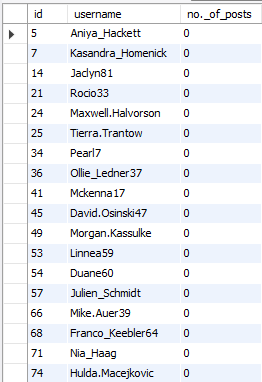 id username no._of_posts
5 Aniya_Hackett 0
7 Kasandra_Homenick 0
14 Jaclyn81 0
21 Rocio33 0
24 Maxwell.Halvorson 0
25 Tierra.Trantow 0
34 Pearl7 0
36 Ollie_Ledner37 0
41 Mckenna17 0
45 David.Osinski47 0
49 Morgan.Kassulke 0
53 Linnea59 0
54 Duane60 0
57 Julien_Schmidt 0
66 Mike.Auer39 0
68 Franco_Keebler64 0
71 Nia_Haag 0
74 Hulda.Macejkovic 0